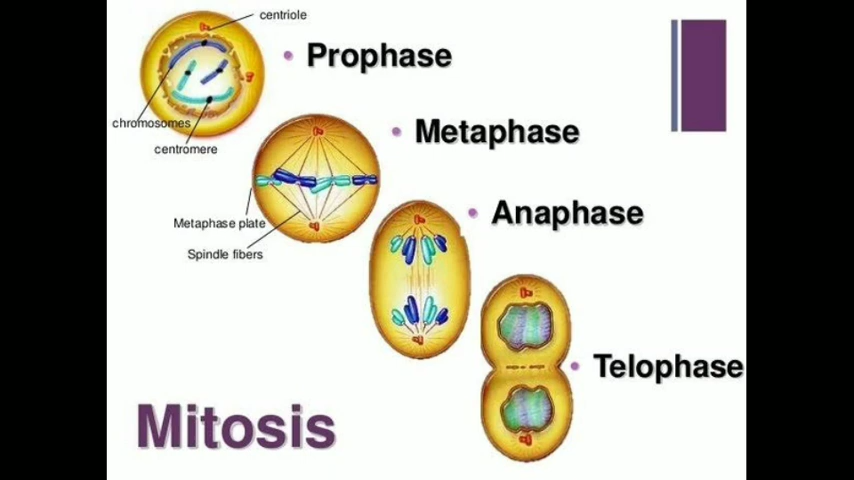 centriole
• Prophase
chromosomes
centromere
• Metaphase
Metaphase plate
Spindle fibers
• Anaphase
• Telophase
Mitosis